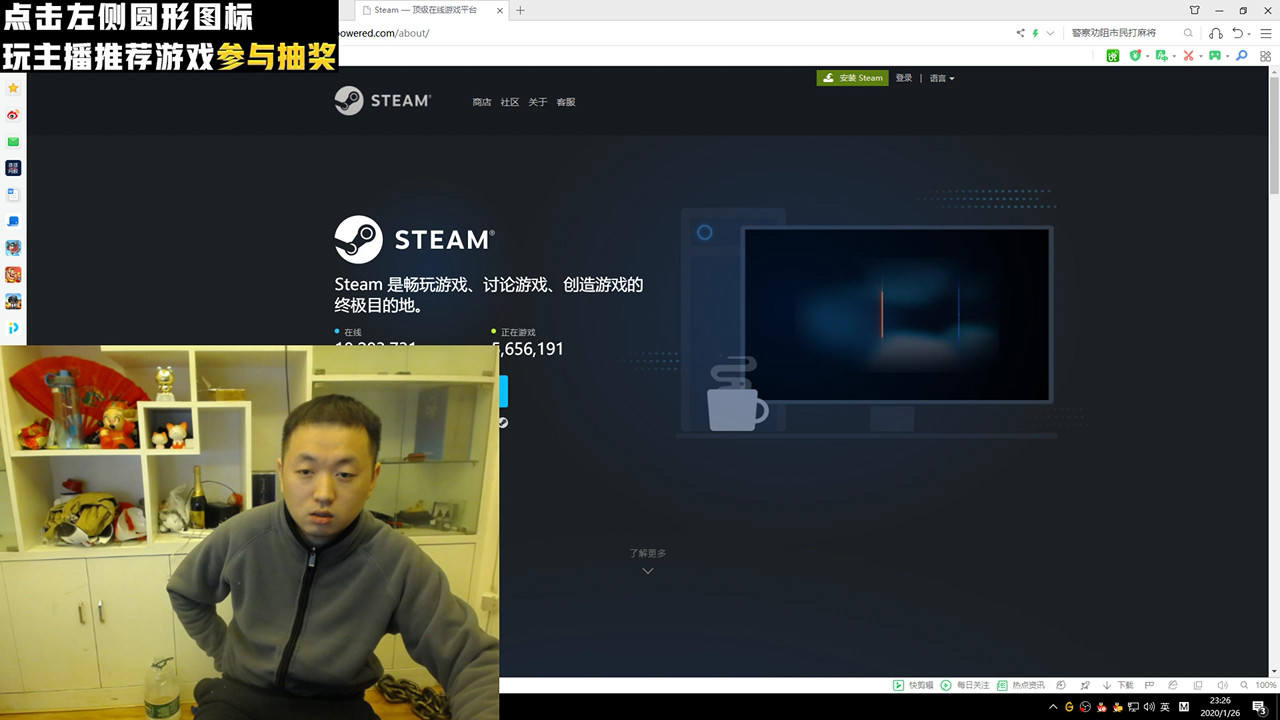 点击左侧圆形图标
玩主播推荐游戏参与抽奖
Steam — 顶级在线游戏平台
powered.com/about/
警察劝阻市民打麻将
安装 Steam
登录
语言
STEAM®
商店 社区 关于 客服
STEAM®
Steam 是畅玩游戏、讨论游戏、创造游戏的
终极目的地。
在线
正在游戏
5,656,191
了解更多
快剪辑
每日关注
热点资讯
下载
100%
英
M
23:26
2020/1/26
3